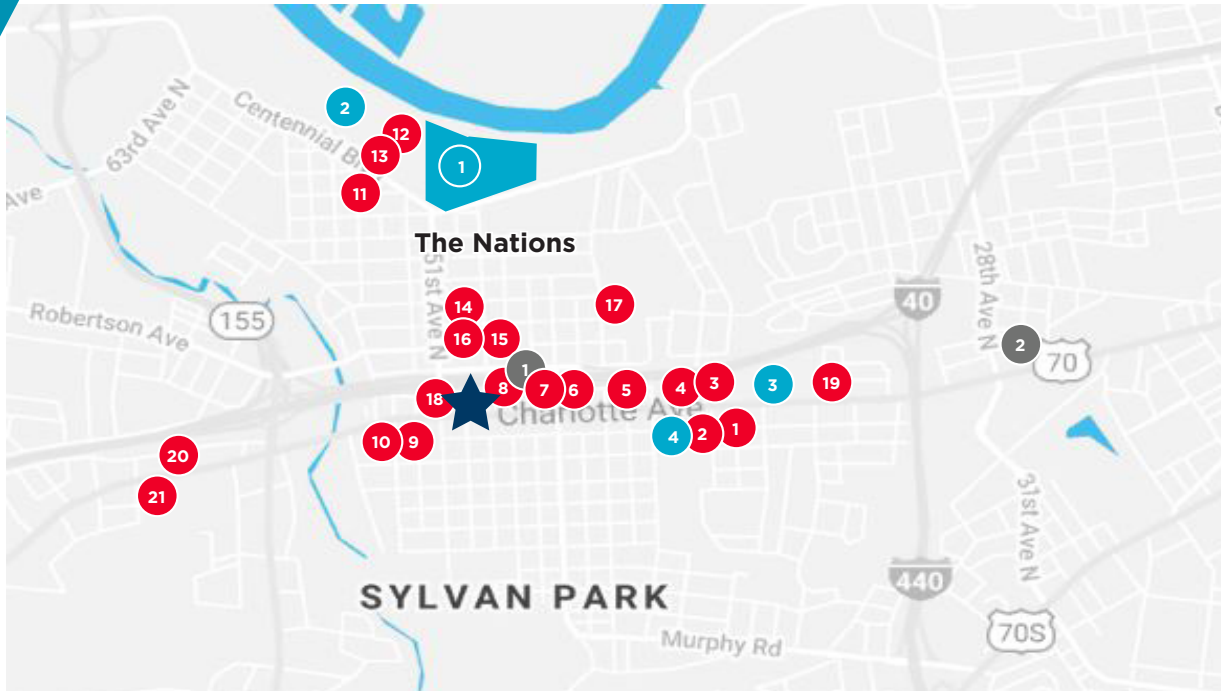 2
12
63rd Ave N
Centennial B
13
1
11
Ave
The Nations
51st Ave N
28th Ave N
40
14
17
Robertson Ave
155
16
15
2
70
1
8
7
6
5
4
3
3
19
18
Charlotte Ave
4
2
1
10
9
20
21
31st Ave N
440
SYLVAN PARK
70S
Murphy Rd